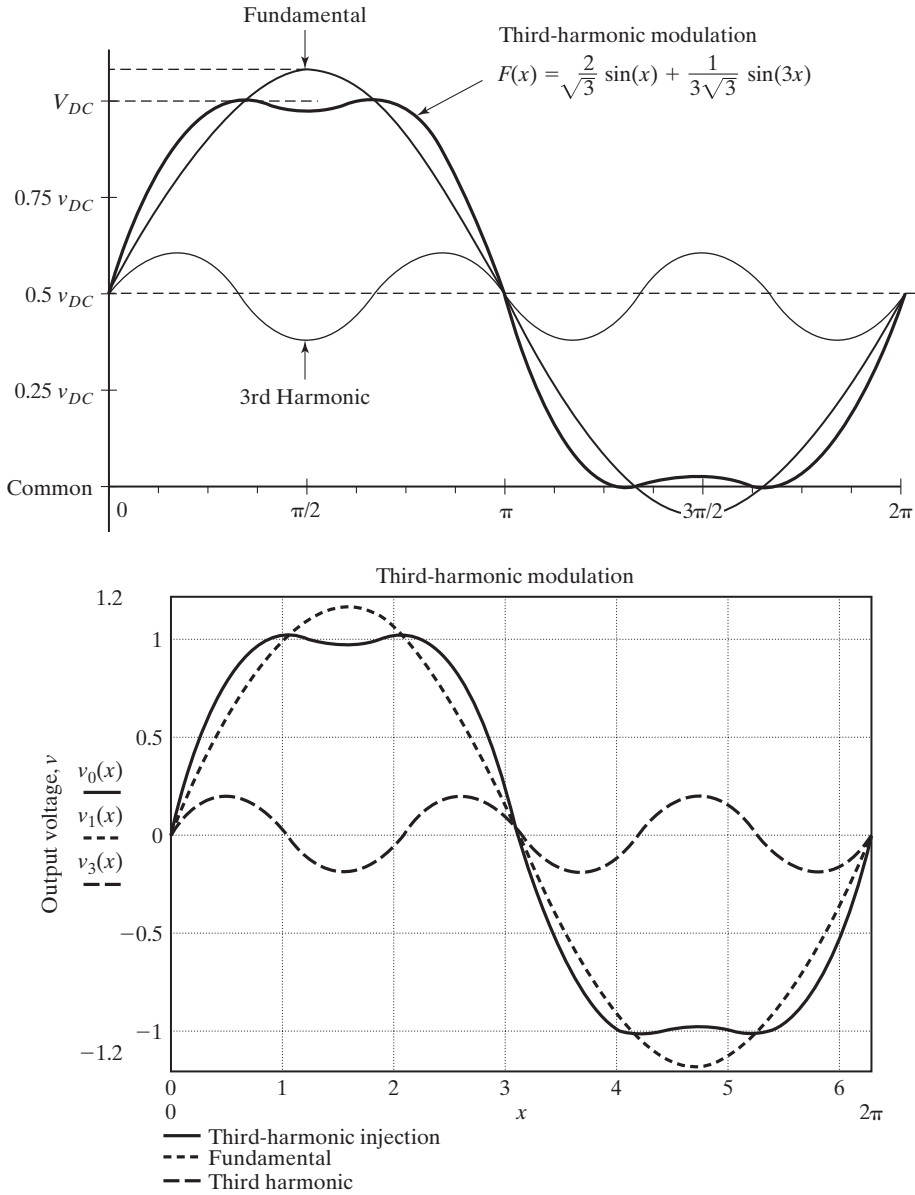 Fundamental
Third-harmonic modulation
F(x) = 2/√3 sin(x) + 1/3√3 sin(3x)
V_DC
0.75 v_DC
0.5 v_DC
0.25 v_DC
3rd Harmonic
Common
0 π/2 π 3π/2 2π
Third-harmonic modulation
1.2
1
0.5
v_0(x)
v_1(x)
0
v_3(x)
Output voltage, v
−0.5
−1
−1.2
0 1 2 3 4 5 6
0 x 2π
Third-harmonic injection
Fundamental
Third harmonic